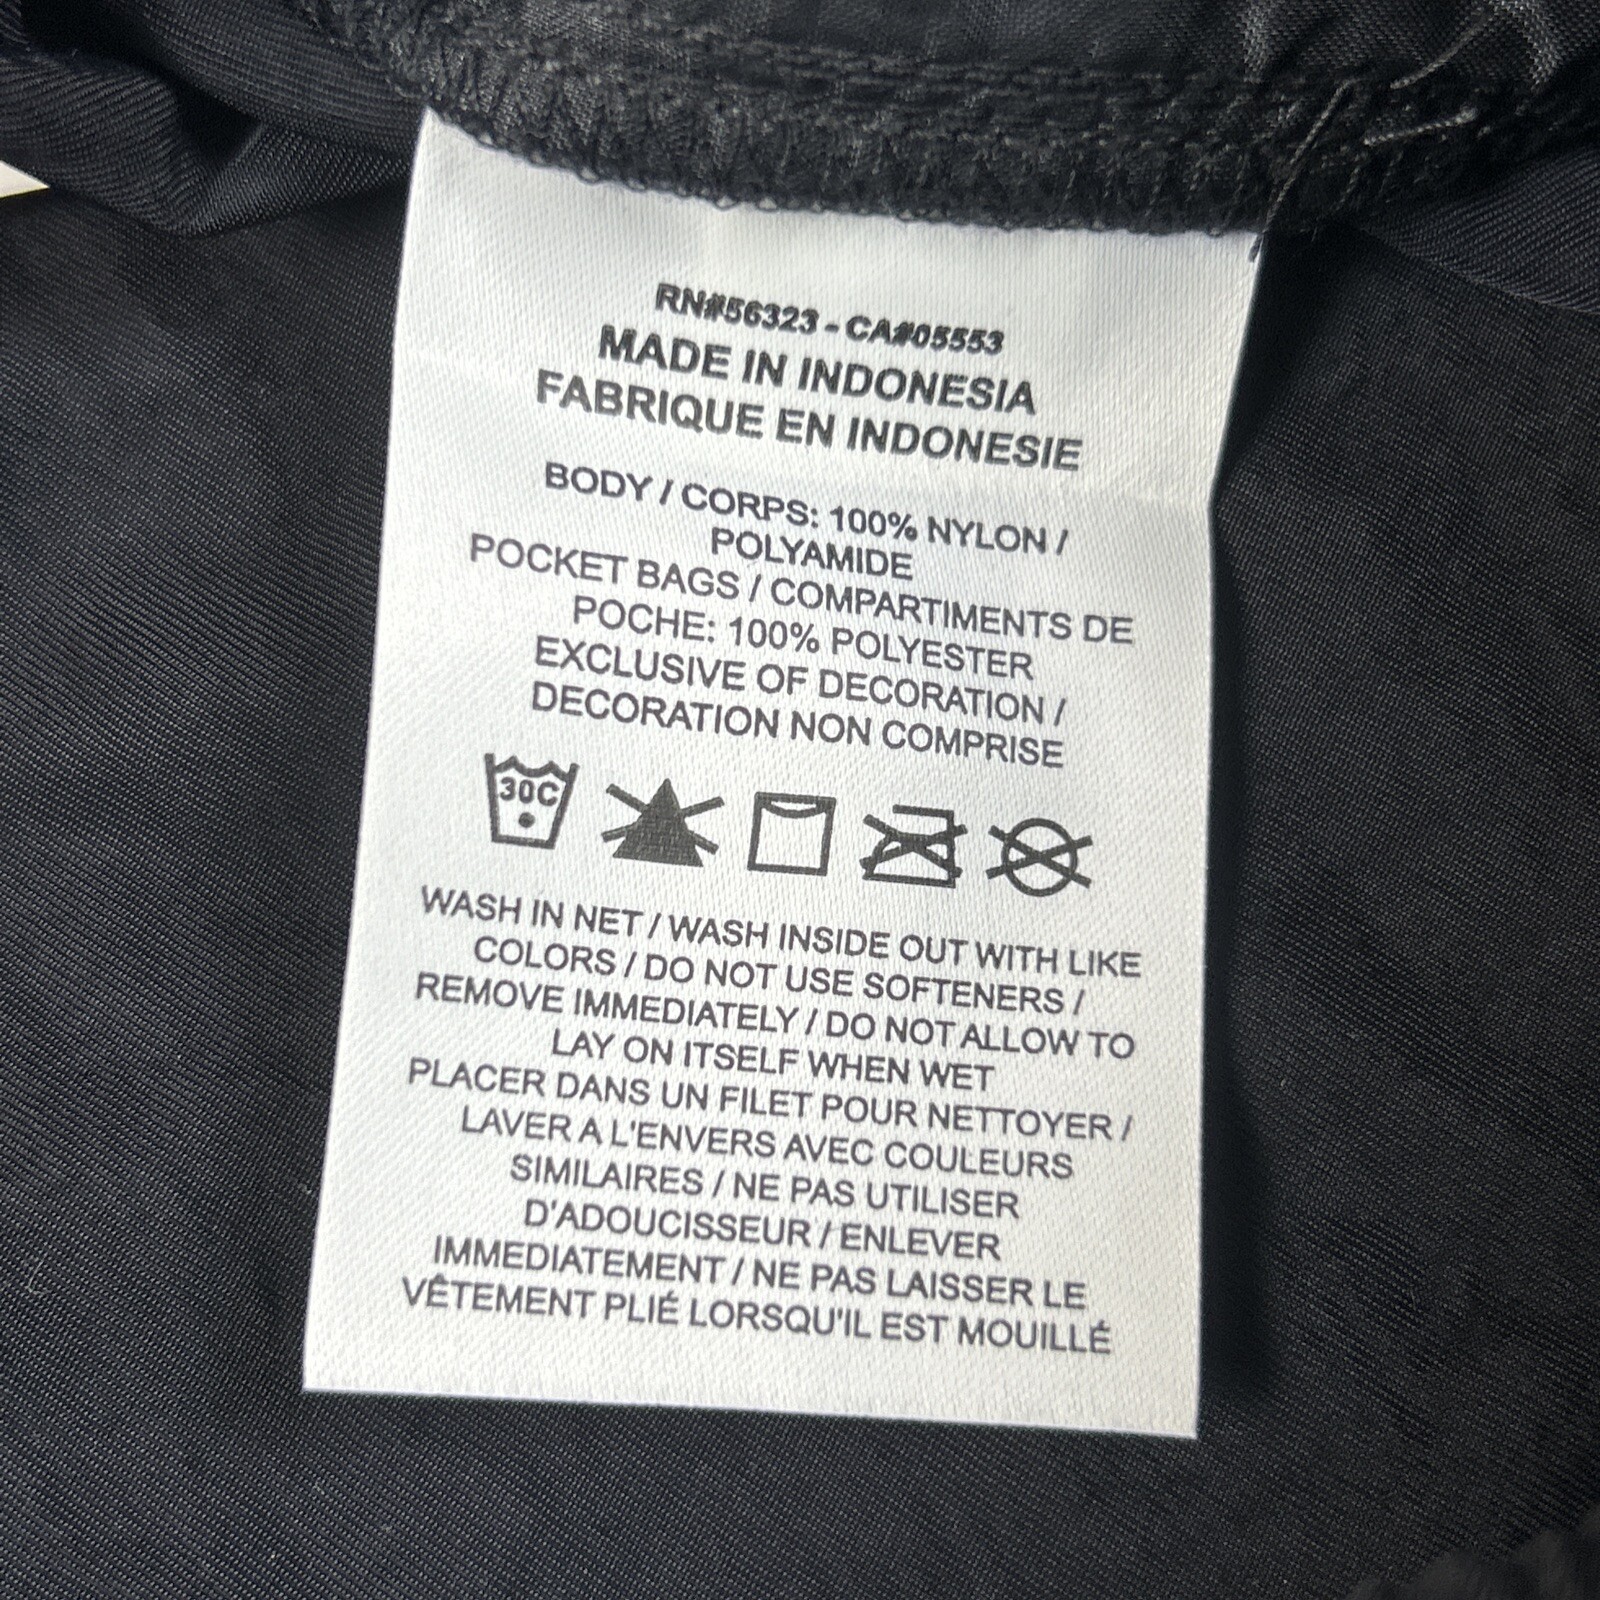 RN#56323 - CA#05553
MADE IN INDONESIA
FABRIQUE EN INDONESIE
BODY / CORPS: 100% NYLON /
POLYAMIDE
POCKET BAGS / COMPARTIMENTS DE
POCHE: 100% POLYESTER
EXCLUSIVE OF DECORATION /
DECORATION NON COMPRISE
30C
WASH IN NET / WASH INSIDE OUT WITH LIKE
COLORS / DO NOT USE SOFTENERS /
REMOVE IMMEDIATELY / DO NOT ALLOW TO
LAY ON ITSELF WHEN WET
PLACER DANS UN FILET POUR NETTOYER /
LAVER A L'ENVERS AVEC COULEURS
SIMILAIRES / NE PAS UTILISER
D'ADOUCISSEUR / ENLEVER
IMMEDIATEMENT / NE PAS LAISSER LE
VÊTEMENT PLIÉ LORSQU'IL EST MOUILLÉ